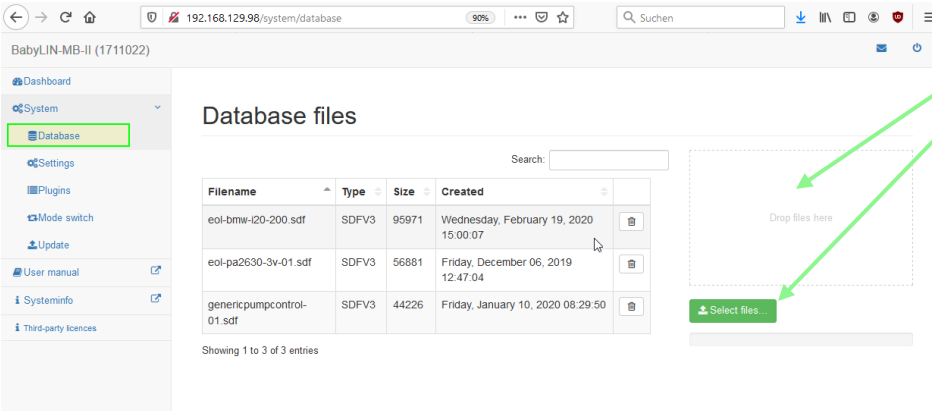 192.168.129.98/system/database
90%
Suchen
BabyLIN-MB-II (1711022)
Dashboard
System
Database
Settings
Plugins
Mode switch
Update
User manual
Systeminfo
Third-party licences
Database files
Search:
Filename Type Size Created
eol-bmw-i20-200.sdf SDFV3 95971 Wednesday, February 19, 2020
15:00:07
eol-pa2630-3v-01.sdf SDFV3 56881 Friday, December 06, 2019
12:47:04
genericpumpcontrol- SDFV3 44226 Friday, January 10, 2020 08:29:50
01.sdf
Showing 1 to 3 of 3 entries
Drop files here
Select files...